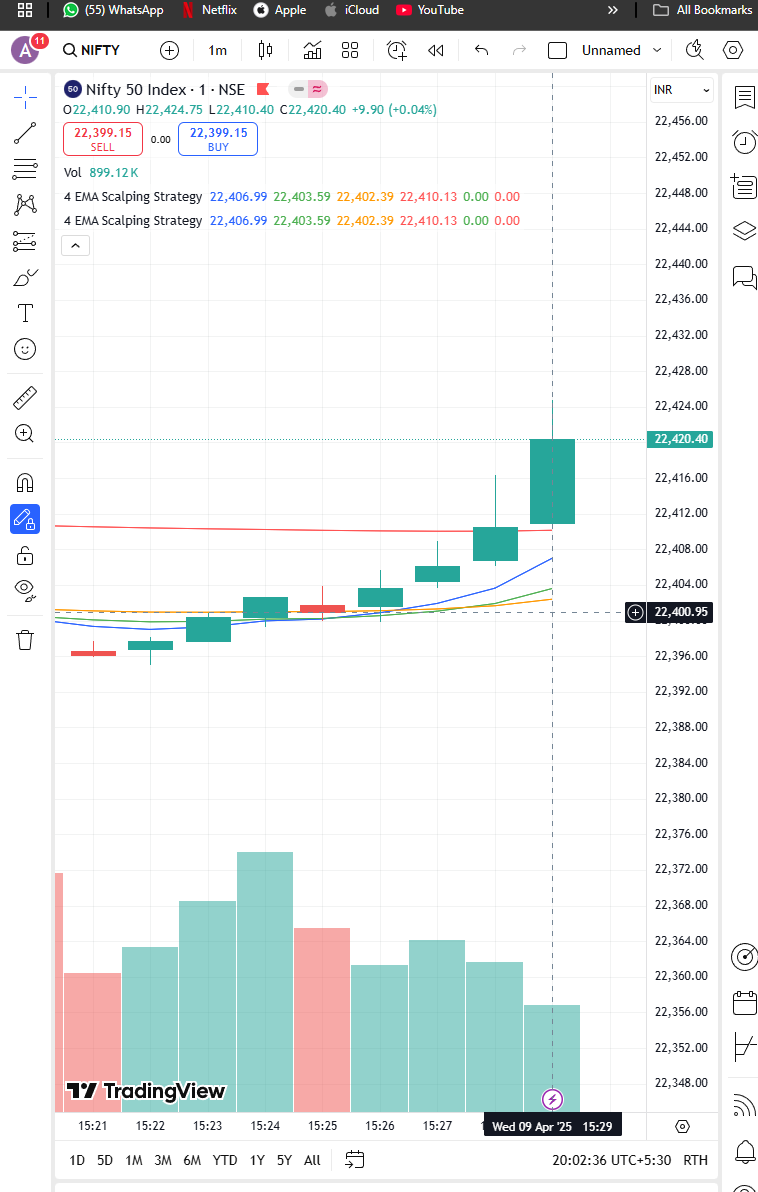 (55) WhatsApp Netflix Apple iCloud YouTube » All Bookmarks
A 11 NIFTY 1m Unnamed
50 Nifty 50 Index · 1 · NSE INR
O22,410.90 H22,424.75 L22,410.40 C22,420.40 +9.90 (+0.04%)
22,399.15 SELL 0.00 22,399.15 BUY
Vol 899.12 K
4 EMA Scalping Strategy 22,406.99 22,403.59 22,402.39 22,410.13 0.00 0.00
4 EMA Scalping Strategy 22,406.99 22,403.59 22,402.39 22,410.13 0.00 0.00
22,456.00
22,452.00
22,448.00
22,444.00
22,440.00
22,436.00
22,432.00
22,428.00
22,424.00
22,420.40
22,416.00
22,412.00
22,408.00
22,404.00
22,400.95
22,396.00
22,392.00
22,388.00
22,384.00
22,380.00
22,376.00
22,372.00
22,368.00
22,364.00
22,360.00
22,356.00
22,352.00
22,348.00
TradingView
15:21 15:22 15:23 15:24 15:25 15:26 15:27 Wed 09 Apr '25 15:29
1D 5D 1M 3M 6M YTD 1Y 5Y All 20:02:36 UTC+5:30 RTH